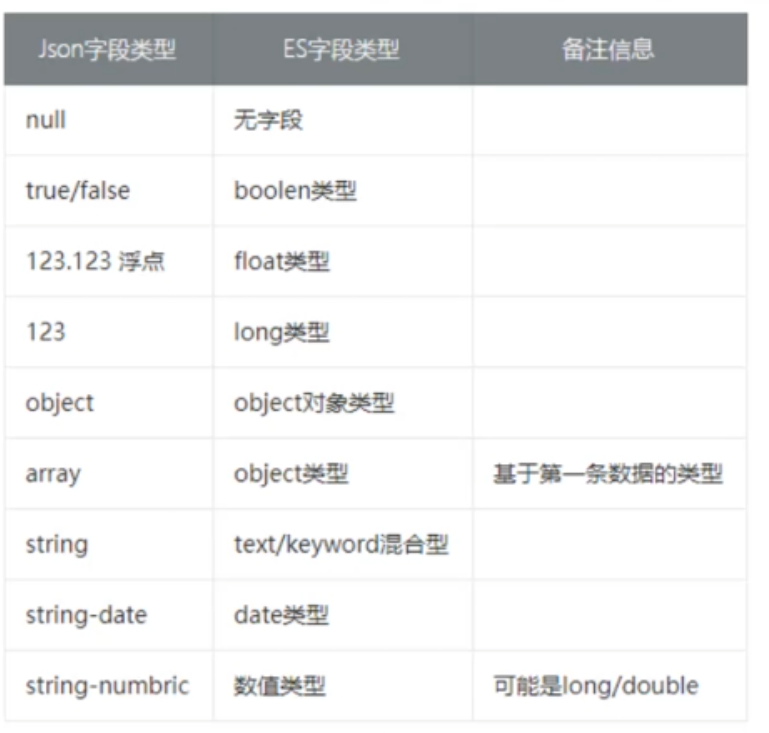 Json字段类型 ES字段类型 备注信息
null 无字段
true/false boolen类型
123.123 浮点 float类型
123 long类型
object object对象类型
array object类型 基于第一条数据的类型
string text/keyword混合型
string-date date类型
string-numbric 数值类型 可能是long/double